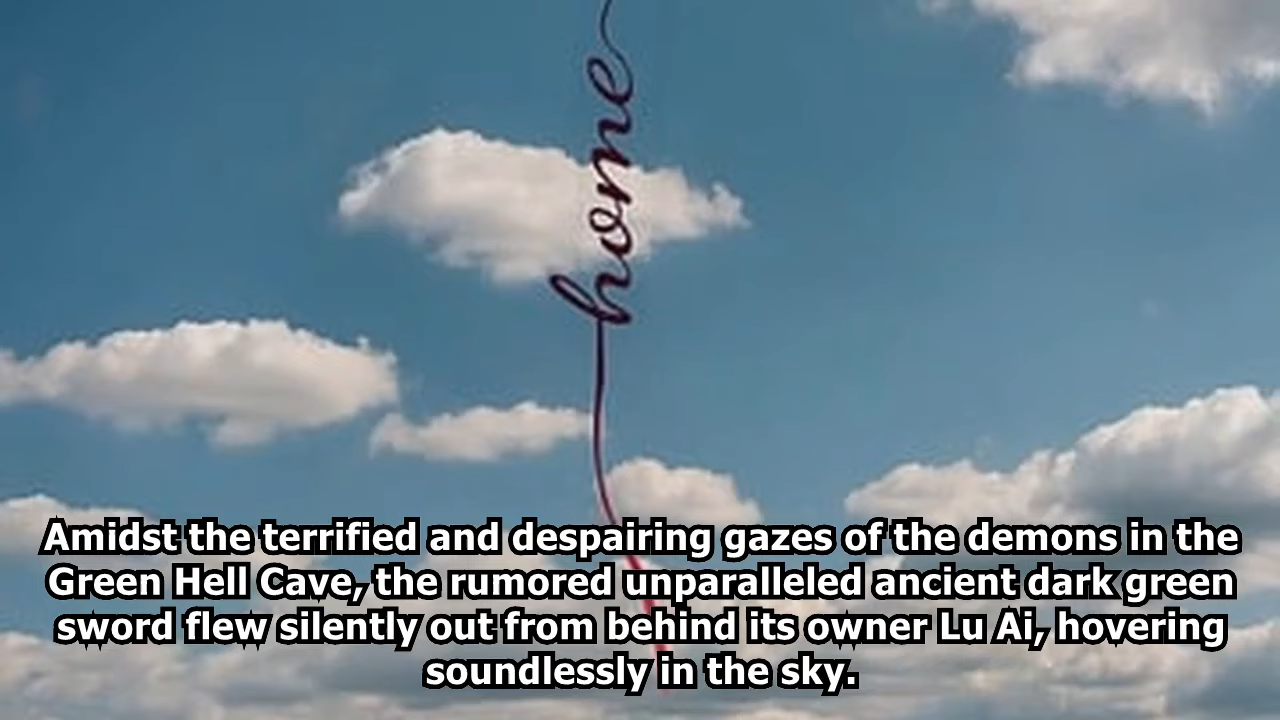 home
Amidst the terrified and despairing gazes of the demons in the
Green Hell Cave, the rumored unparalleled ancient dark green
sword flew silently out from behind its owner Lu Ai, hovering
soundlessly in the sky.